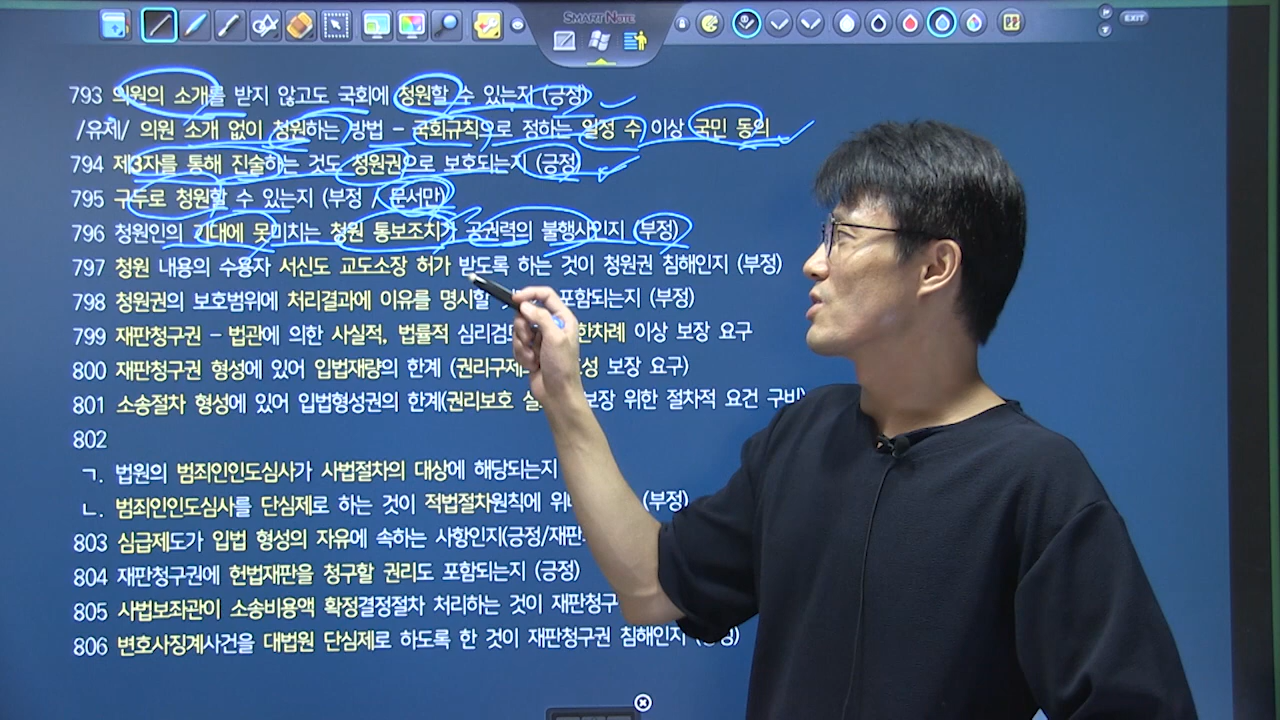 SMART NOTE
EXIT
793 의원의 소개를 받지 않고도 국회에 청원할 수 있는지 (긍정)
/유제/ 의원 소개 없이 청원하는 방법 - 국회규칙으로 정하는 일정 수 이상 국민 동의
794 제3자를 통해 진술하는 것도 청원권으로 보호되는지 (긍정)
795 구두로 청원할 수 있는지 (부정 / 문서만)
796 청원인의 기대에 못미치는 청원 통보조치가 공권력의 불행사인지 (부정)
797 청원 내용의 수용자 서신도 교도소장 허가 받도록 하는 것이 청원권 침해인지 (부정)
798 청원권의 보호범위에 처리결과에 이유를 명시할 포함되는지 (부정)
799 재판청구권 - 법관에 의한 사실적, 법률적 심리검 한차례 이상 보장 요구
800 재판청구권 형성에 있어 입법재량의 한계 (권리구제 성 보장 요구)
801 소송절차 형성에 있어 입법형성권의 한계(권리보호 보장 위한 절차적 요건 구비)
802
ㄱ. 법원의 범죄인인도심사가 사법절차의 대상에 해당되는지
ㄴ. 범죄인인도심사를 단심제로 하는 것이 적법절차원칙에 위 (부정)
803 심급제도가 입법 형성의 자유에 속하는 사항인지(긍정/재판
804 재판청구권에 헌법재판을 청구할 권리도 포함되는지 (긍정)
805 사법보좌관이 소송비용액 확정결정절차 처리하는 것이 재판청구
806 변호사징계사건을 대법원 단심제로 하도록 한 것이 재판청구권 침해인지